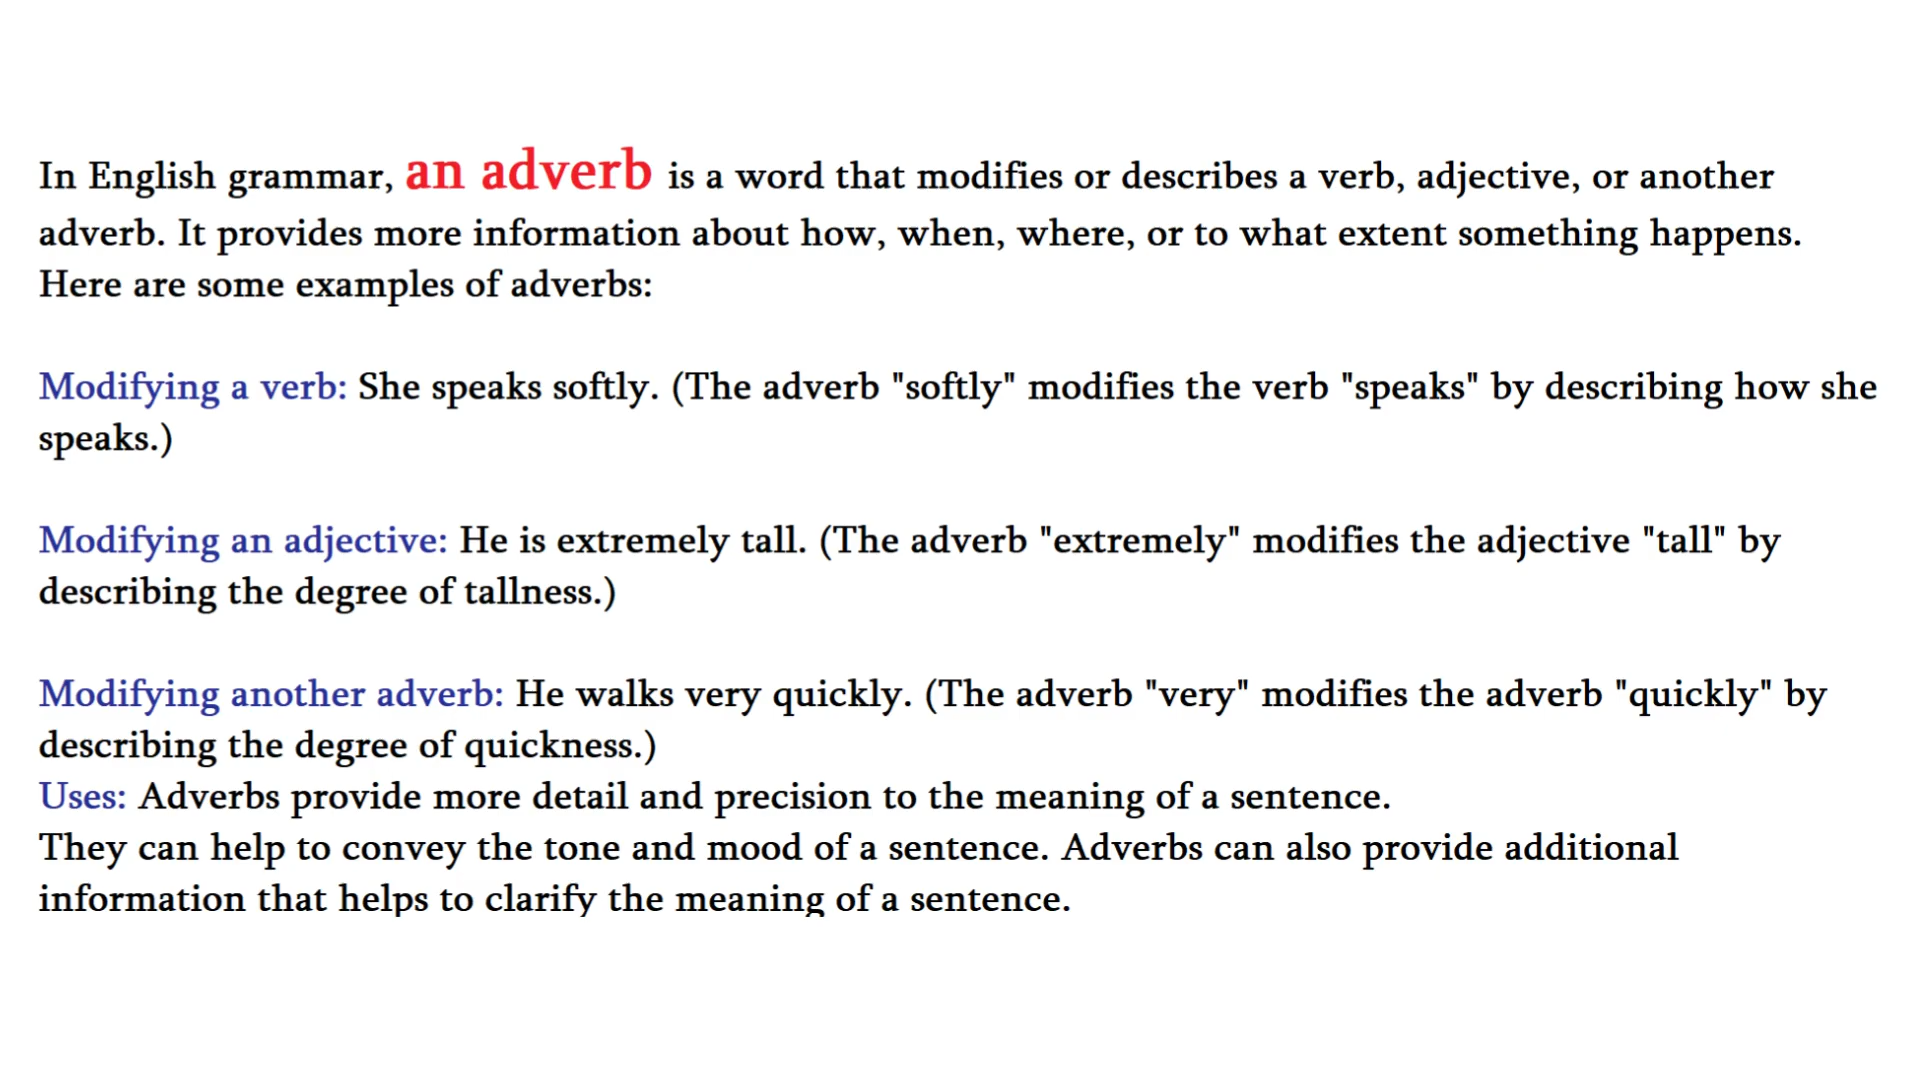 In English grammar, an adverb is a word that modifies or describes a verb, adjective, or another
adverb. It provides more information about how, when, where, or to what extent something happens.
Here are some examples of adverbs:
Modifying a verb: She speaks softly. (The adverb "softly" modifies the verb "speaks" by describing how she
speaks.)
Modifying an adjective: He is extremely tall. (The adverb "extremely" modifies the adjective "tall" by
describing the degree of tallness.)
Modifying another adverb: He walks very quickly. (The adverb "very" modifies the adverb "quickly" by
describing the degree of quickness.)
Uses: Adverbs provide more detail and precision to the meaning of a sentence.
They can help to convey the tone and mood of a sentence. Adverbs can also provide additional
information that helps to clarify the meaning of a sentence.